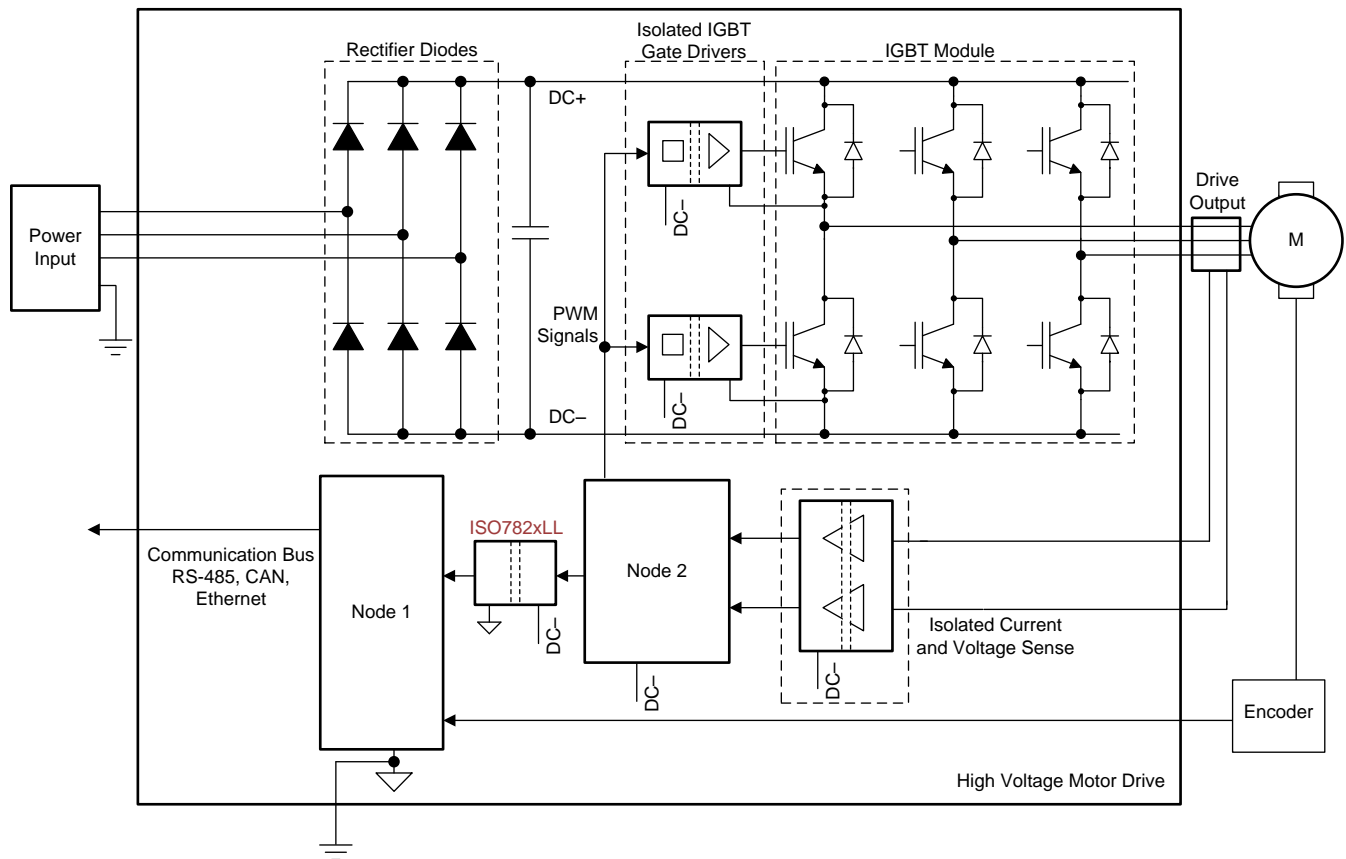 Isolated IGBT
Gate Drivers
Rectifier Diodes
IGBT Module
DC+
DC–
Drive
Output
Power
Input
M
PWM
Signals
DC–
DC–
ISO782xLL
Communication Bus
RS-485, CAN,
Ethernet
Node 1
Node 2
DC–
DC–
DC–
Isolated Current
and Voltage Sense
Encoder
High Voltage Motor Drive